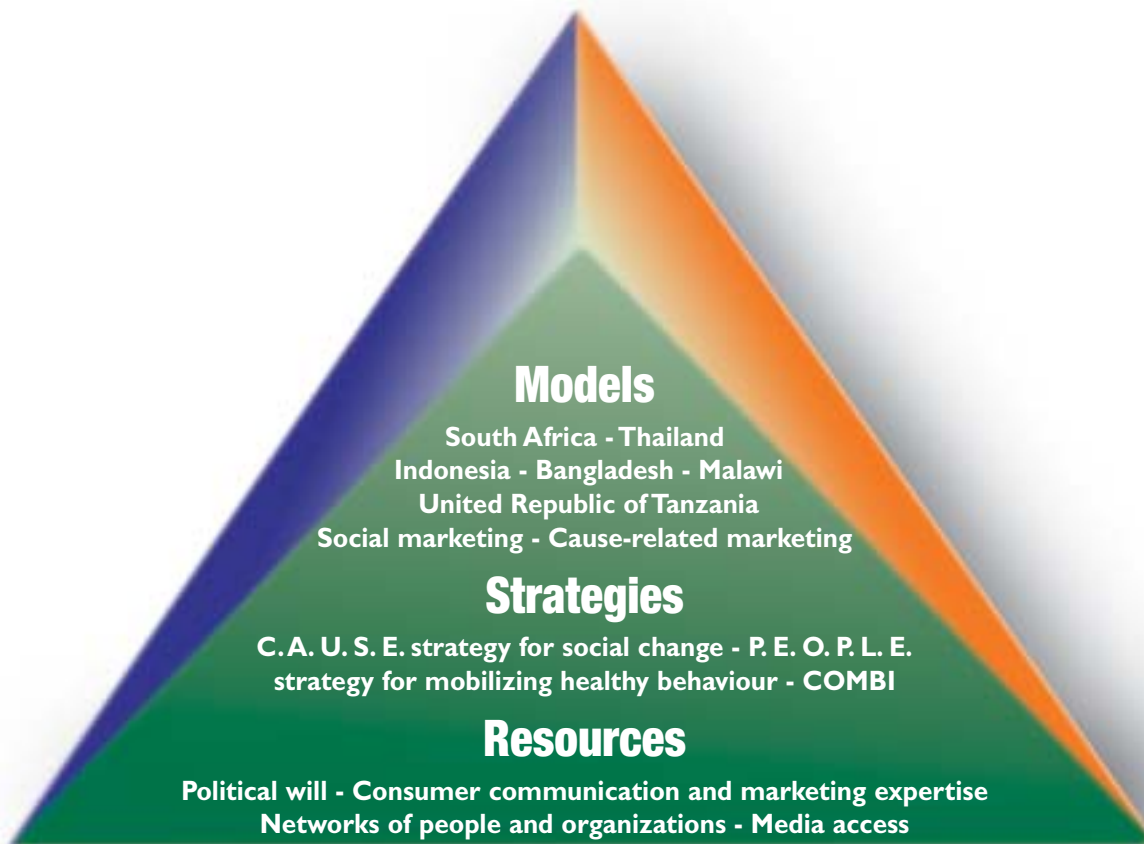 Models
South Africa - Thailand
Indonesia - Bangladesh - Malawi
United Republic of Tanzania
Social marketing - Cause-related marketing
Strategies
C. A. U. S. E. strategy for social change - P. E. O. P. L. E.
strategy for mobilizing healthy behaviour - COMBI
Resources
Political will - Consumer communication and marketing expertise
Networks of people and organizations - Media access